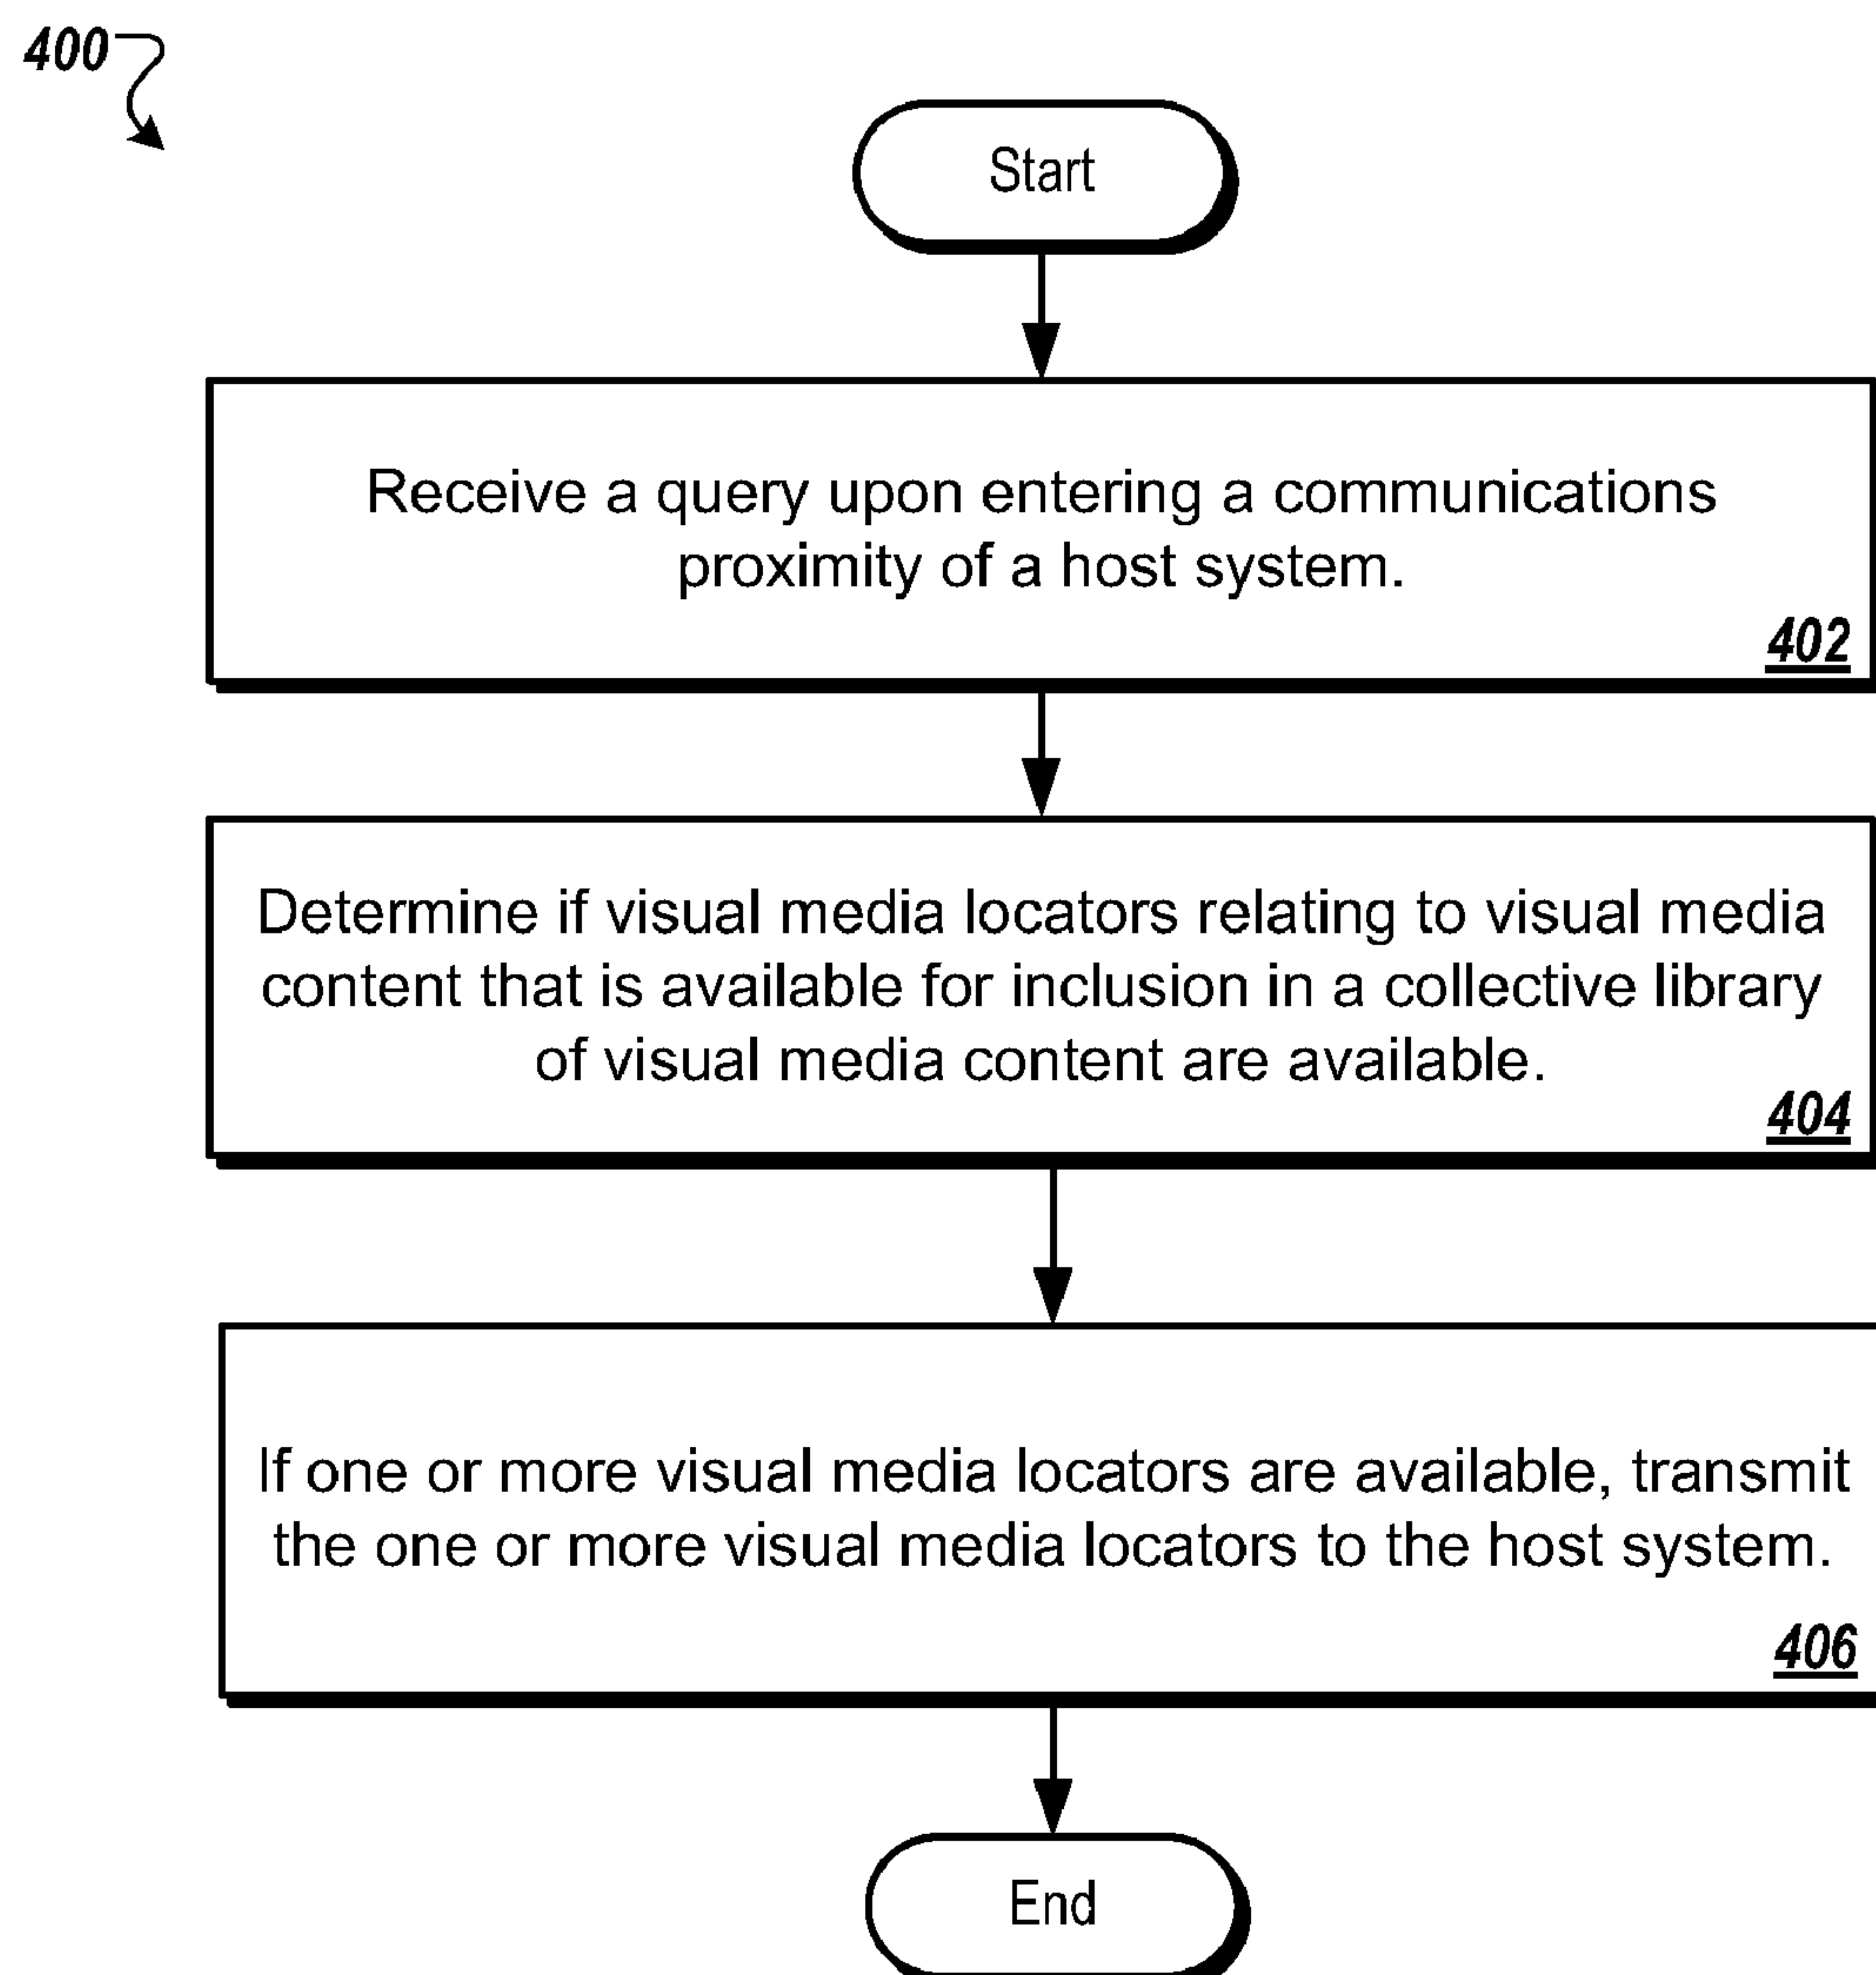 400
Start
Receive a query upon entering a communications
proximity of a host system.
402
Determine if visual media locators relating to visual media
content that is available for inclusion in a collective library
of visual media content are available.
404
If one or more visual media locators are available, transmit
the one or more visual media locators to the host system.
406
End